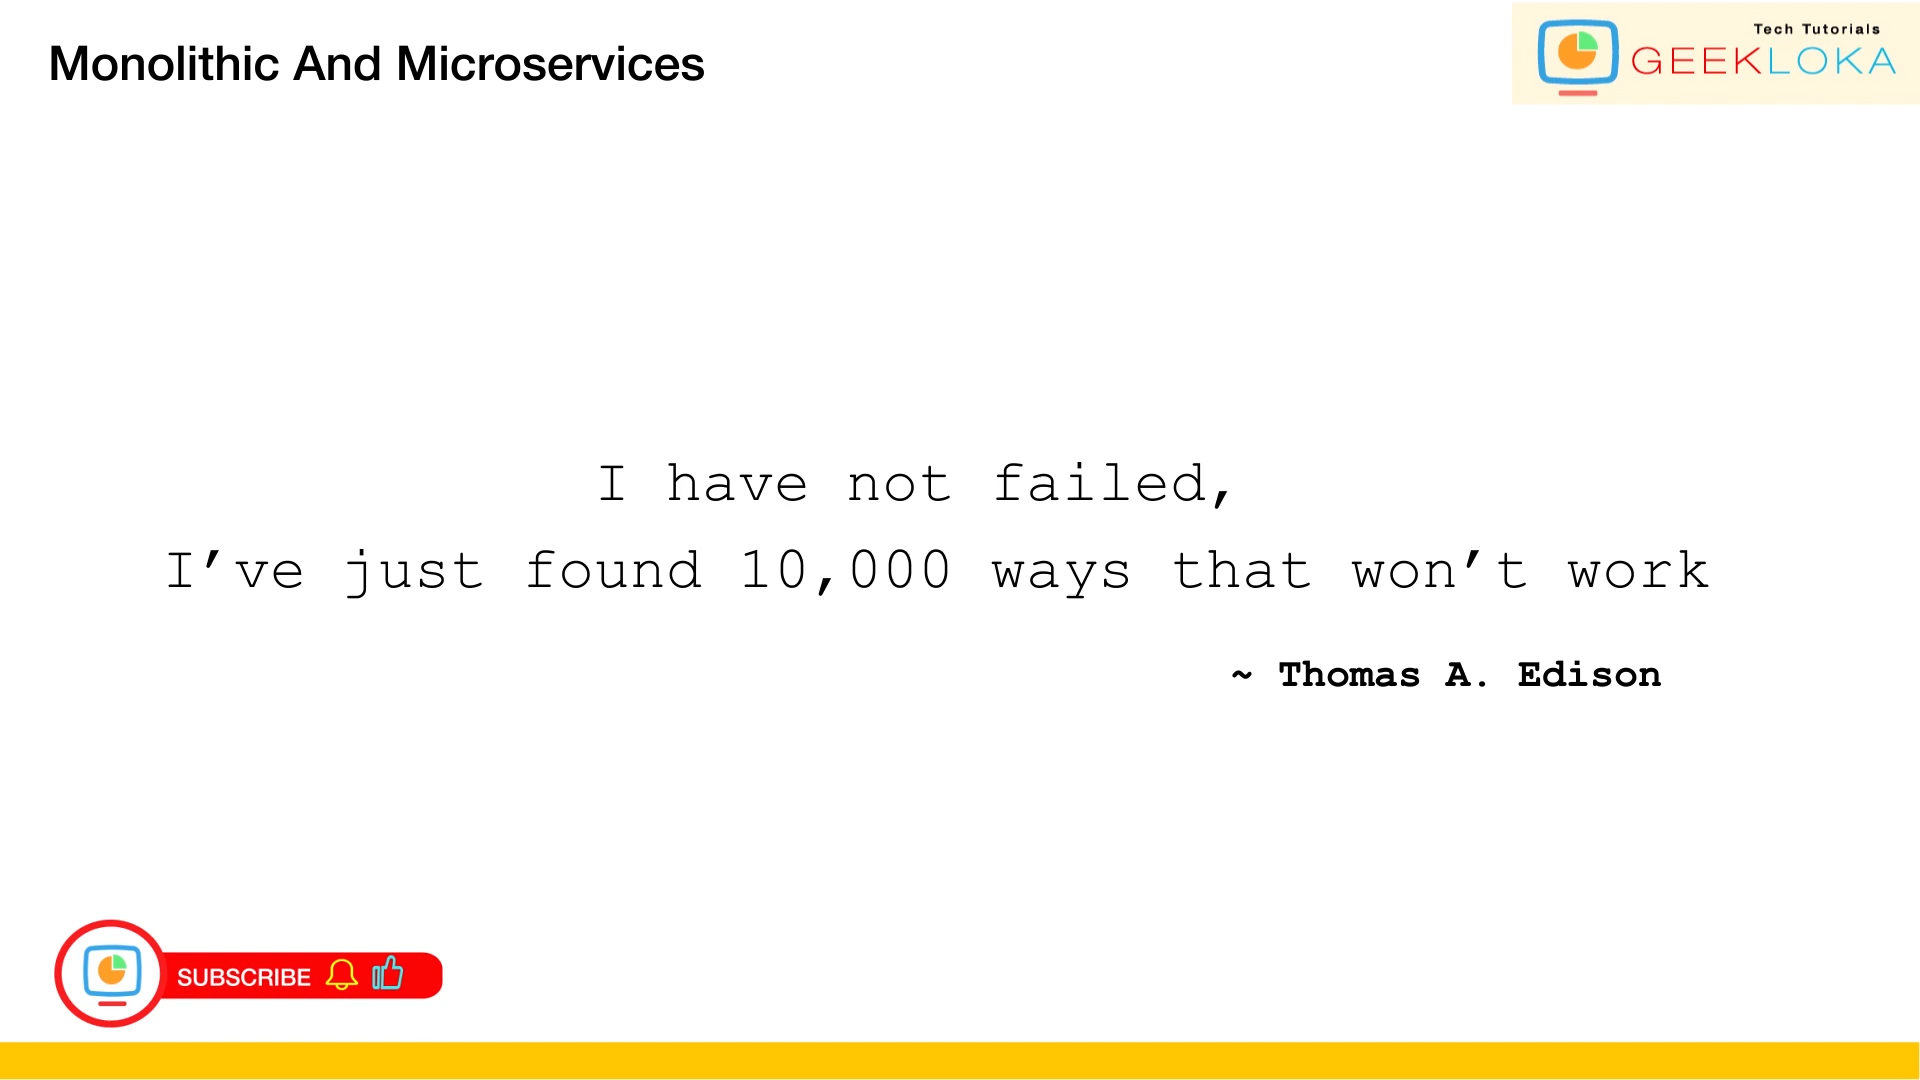 Monolithic And Microservices
Tech Tutorials
GEEKLOKA
I have not failed,
I’ve just found 10,000 ways that won’t work
~ Thomas A. Edison
SUBSCRIBE